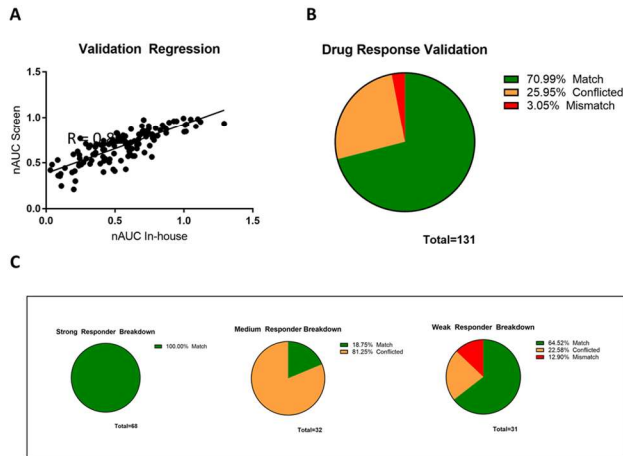 A
Validation Regression
1.5
1.0
0.5
0.0
nAUC Screen
R = 0.8
0.0 0.5 1.0 1.5
nAUC In-house
B
Drug Response Validation
70.99% Match
25.95% Conflicted
3.05% Mismatch
Total=131
C
Strong Responder Breakdown
100.00% Match
Total=68
Medium Responder Breakdown
18.75% Match
81.25% Conflicted
Total=32
Weak Responder Breakdown
64.52% Match
22.58% Conflicted
12.90% Mismatch
Total=31